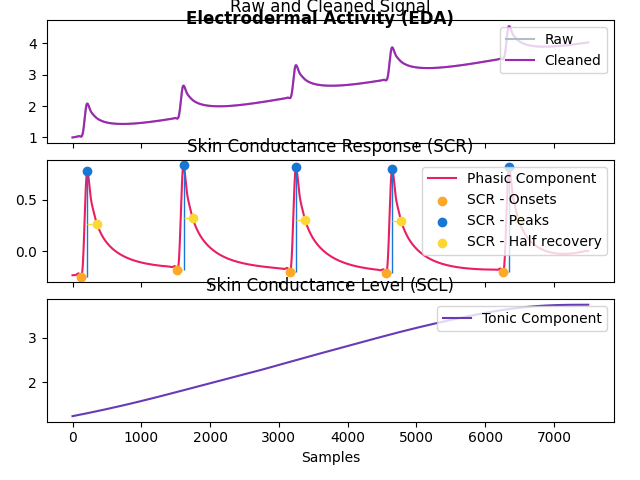 Raw and Cleaned Signal
Electrodermal Activity (EDA)
4
3
2
1
Raw
Cleaned
Skin Conductance Response (SCR)
0.5
0.0
Phasic Component
SCR - Onsets
SCR - Peaks
SCR - Half recovery
Skin Conductance Level (SCL)
3
2
Tonic Component
0 1000 2000 3000 4000 5000 6000 7000
Samples